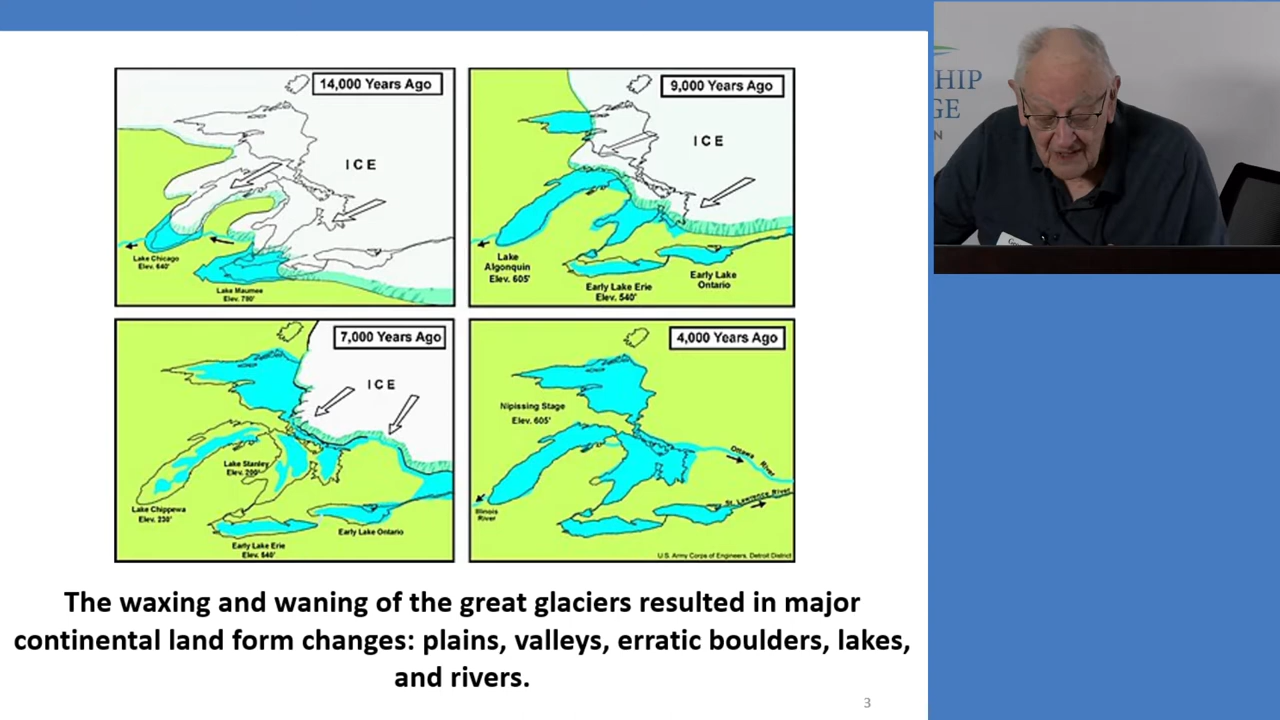 14,000 Years Ago
ICE
Lake Chicago
Elev. 640'
Lake Maumee
9,000 Years Ago
ICE
Lake
Algonquin
Elev. 605'
Early Lake Erie
Elev. 540'
Early Lake
Ontario
7,000 Years Ago
ICE
Lake Stanley
Lake Chippewa
Elev. 230'
Early Lake Erie
Elev. 540'
Early Lake Ontario
4,000 Years Ago
Nipissing Stage
Elev. 605'
Ottawa River
St. Lawrence River
Illinois
River
U.S. Army Corps of Engineers, Detroit District
The waxing and waning of the great glaciers resulted in major
continental land form changes: plains, valleys, erratic boulders, lakes,
and rivers.
3
HIP
GE
N